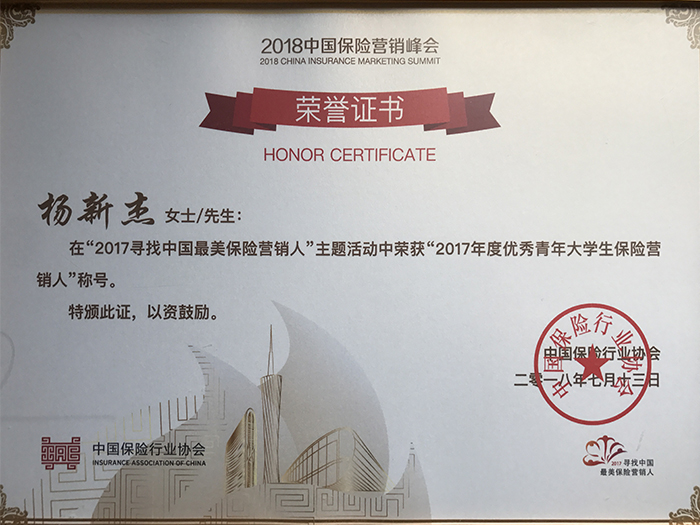 2018中国保险营销峰会
2018 CHINA INSURANCE MARKETING SUMMIT
荣誉证书
HONOR CERTIFICATE
杨新杰 女士/先生：
在“2017寻找中国最美保险营销人”主题活动中荣获“2017年度优秀青年大学生保险营
销人”称号。
特颁此证，以资鼓励。
中国保险行业协会
中国保险行业协会
二零一八年七月十三日
中国保险行业协会
INSURANCE ASSOCIATION OF CHINA
2017 寻找中国
最美保险营销人